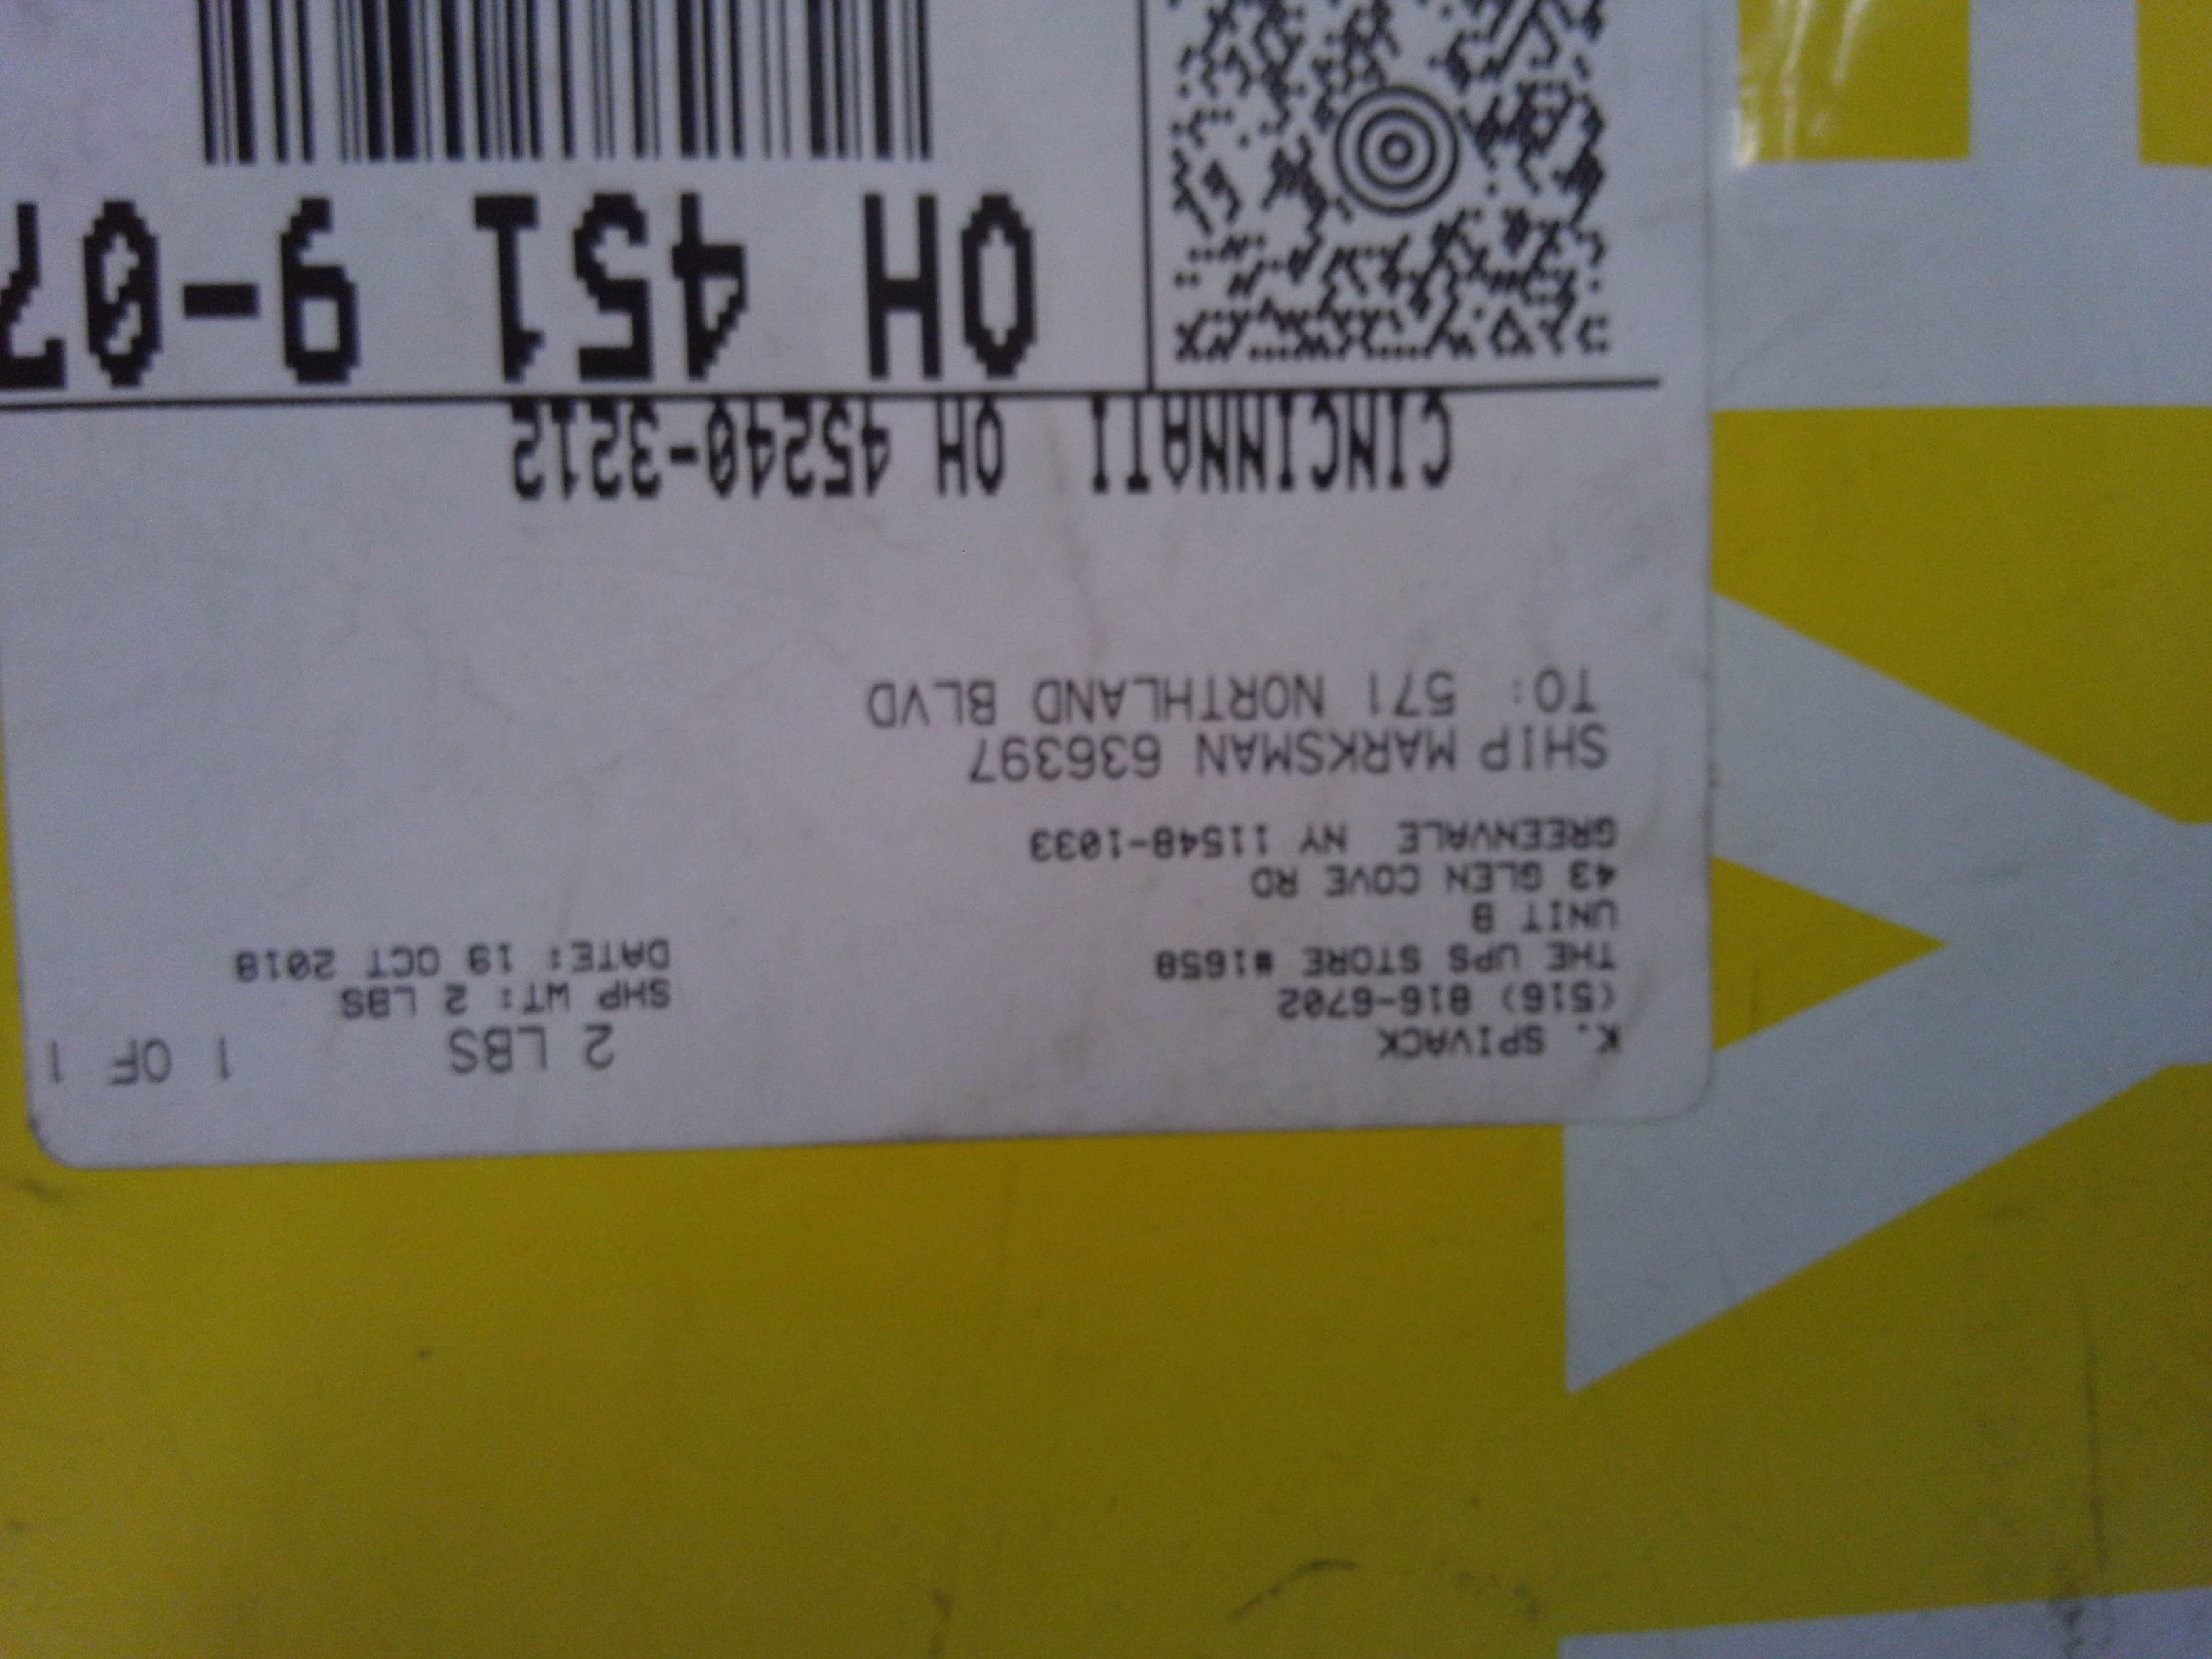 K. SPIVACK
(516) 816-6702
THE UPS STORE #1658
UNIT B
43 GLEN COVE RD
GREENVALE NY 11548-1033
2 LBS
1 OF 1
SHP WT: 2 LBS
DATE: 19 OCT 2018
SHIP MARKSMAN 636397
TO: 571 NORTHLAND BLVD
CINCINNATI OH 45240-3212
OH 451 9-07